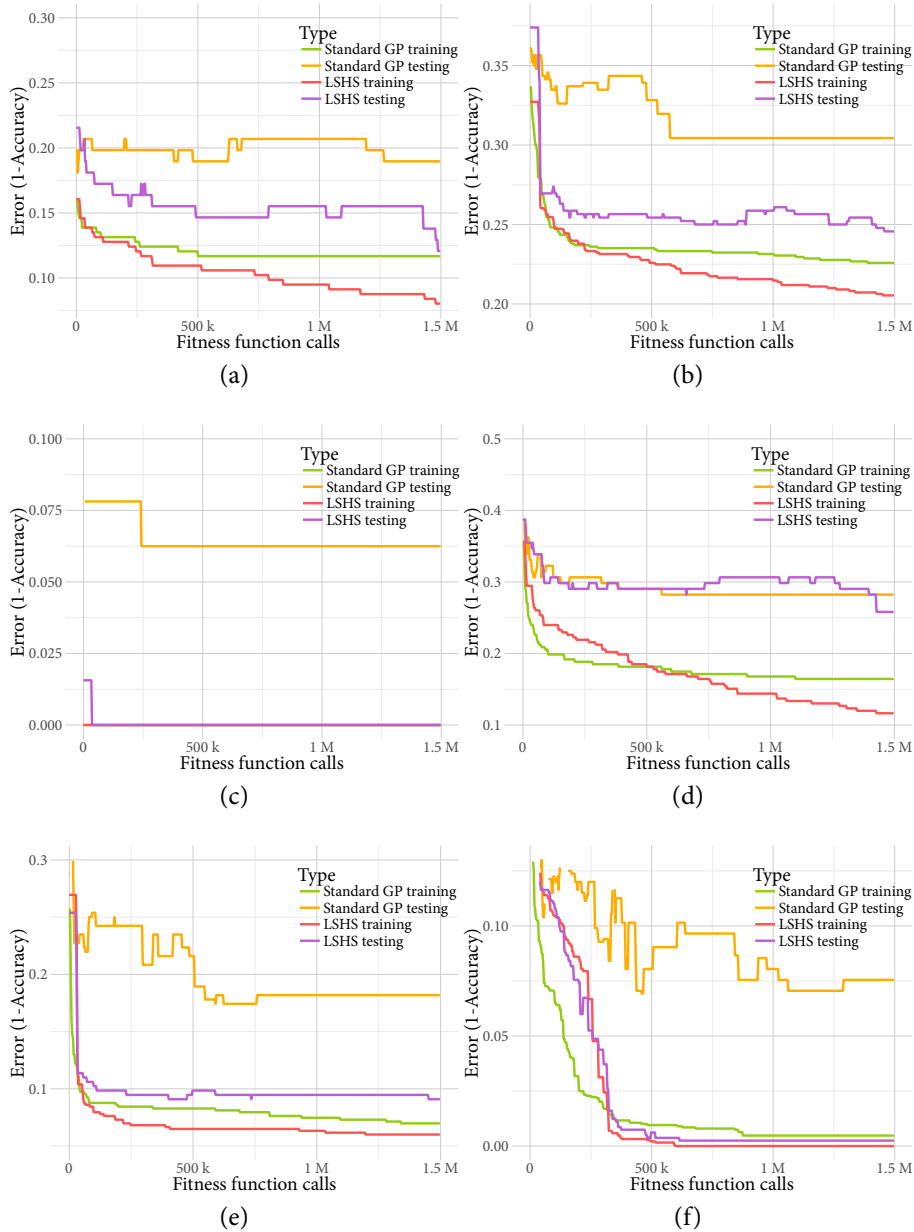 0.30
0.25
0.20
0.15
0.10
Error (1-Accuracy)
Type
Standard GP training
Standard GP testing
LSHS training
LSHS testing
0
500 k
1 M
1.5 M
Fitness function calls
(a)
0.35
0.30
0.25
0.20
Error (1-Accuracy)
Type
Standard GP training
Standard GP testing
LSHS training
LSHS testing
0
500 k
1 M
1.5 M
Fitness function calls
(b)
0.100
0.075
0.050
0.025
0.000
Error (1-Accuracy)
Type
Standard GP training
Standard GP testing
LSHS training
LSHS testing
0
500 k
1 M
1.5 M
Fitness function calls
(c)
0.5
0.4
0.3
0.2
0.1
Error (1-Accuracy)
Type
Standard GP training
Standard GP testing
LSHS training
LSHS testing
0
500 k
1 M
1.5 M
Fitness function calls
(d)
0.3
0.2
0.1
Error (1-Accuracy)
Type
Standard GP training
Standard GP testing
LSHS training
LSHS testing
0
500 k
1 M
1.5 M
Fitness function calls
(e)
0.10
0.05
0.00
Error (1-Accuracy)
Type
Standard GP training
Standard GP testing
LSHS training
LSHS testing
0
500 k
1 M
1.5 M
Fitness function calls
(f)